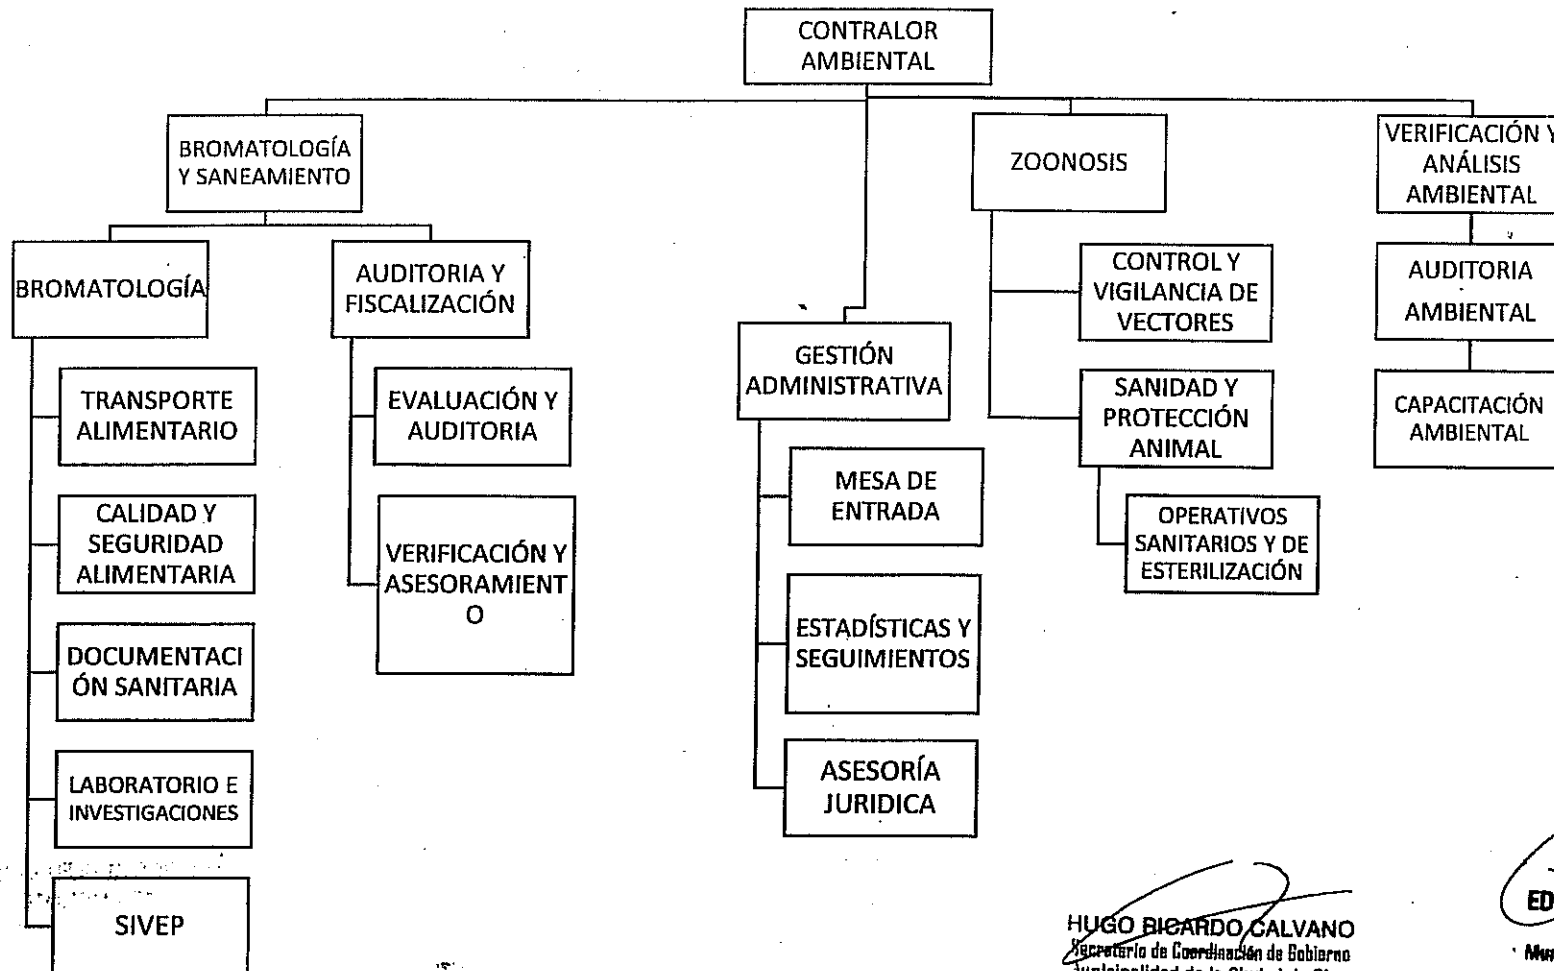 CONTRALOR
AMBIENTAL
BROMATOLOGÍA
Y SANEAMIENTO
ZOONOSIS
VERIFICACIÓN Y
ANÁLISIS
AMBIENTAL
BROMATOLOGÍA
AUDITORIA Y
FISCALIZACIÓN
CONTROL Y
VIGILANCIA DE
VECTORES
AUDITORIA
AMBIENTAL
GESTIÓN
ADMINISTRATIVA
TRANSPORTE
ALIMENTARIO
EVALUACIÓN Y
AUDITORIA
SANIDAD Y
PROTECCIÓN
ANIMAL
CAPACITACIÓN
AMBIENTAL
MESA DE
ENTRADA
CALIDAD Y
SEGURIDAD
ALIMENTARIA
VERIFICACIÓN Y
ASESORAMIENT
O
OPERATIVOS
SANITARIOS Y DE
ESTERILIZACIÓN
ESTADÍSTICAS Y
SEGUIMIENTOS
DOCUMENTACI
ÓN SANITARIA
LABORATORIO E
INVESTIGACIONES
ASESORÍA
JURIDICA
SIVEP
HUGO RICARDO CALVANO
Secretario de Coordinación de Gobierno
ED